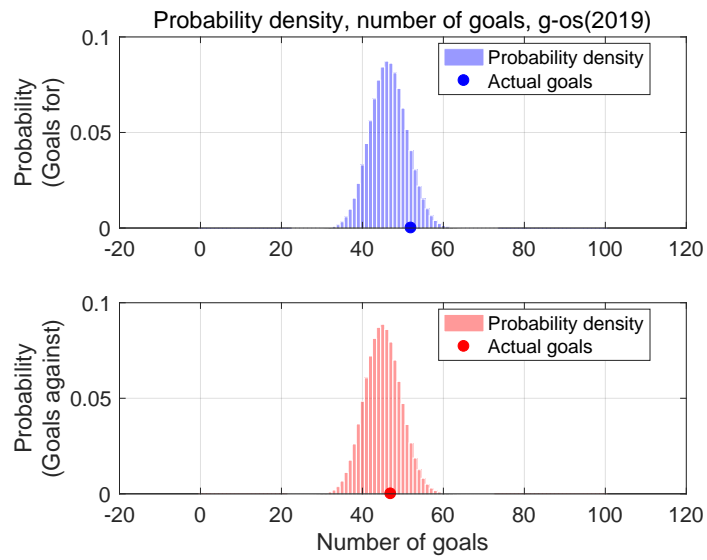 Probability density, number of goals, g-os(2019)
0.1
0.05
0
Probability
(Goals for)
Probability density
Actual goals
-20 0 20 40 60 80 100 120
0.1
0.05
0
Probability
(Goals against)
Probability density
Actual goals
-20 0 20 40 60 80 100 120
Number of goals